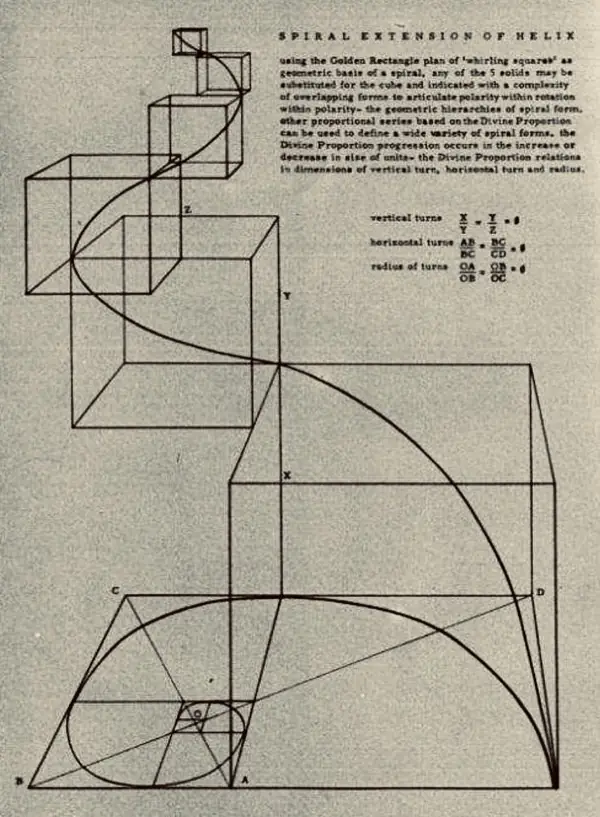 SPIRAL EXTENSION OF HELIX
using the Golden Rectangle plan of 'whirling squares' as
geometric basis of a spiral, any of the 5 solids may be
substituted for the cube and indicated with a complexity
of overlapping forms to articulate polarity within rotation
within polarity- the geometric hierarchies of spiral form.
other proportional series based on the Divine Proportion
can be used to define a wide variety of spiral forms. the
Divine Proportion progression occurs in the increase or
decrease in size of units- the Divine Proportion relations
in dimensions of vertical turn, horizontal turn and radius.
vertical turns X/Y = Y/Z = ø
horizontal turns AB/BC = BC/CD = ø
radius of turns OA/OB = OB/OC = ø
Z
Y
X
C
D
O
B
A